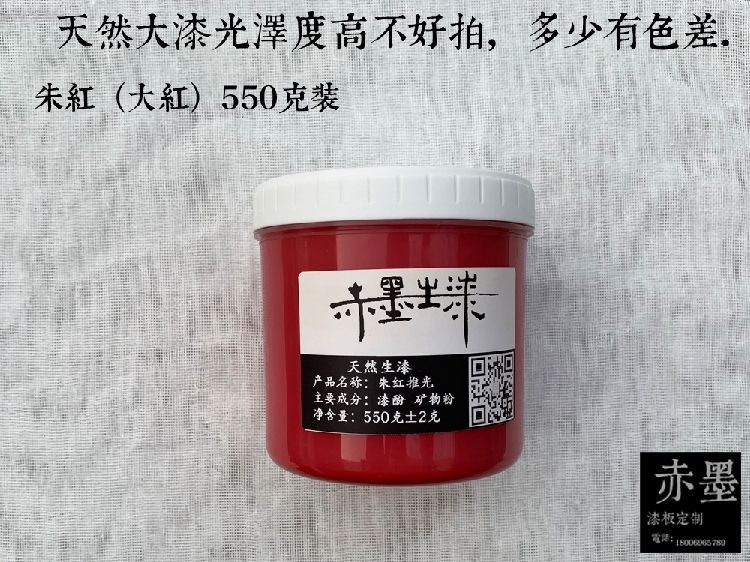 天然大漆光澤度高不好拍，多少有色差.
朱紅（大紅）550克裝
赤墨生漆
天然生漆
产品名称：朱红推光
主要成分：漆酚 矿物粉
净含量：550克±2克
赤墨
漆板定制
電話：18006965789